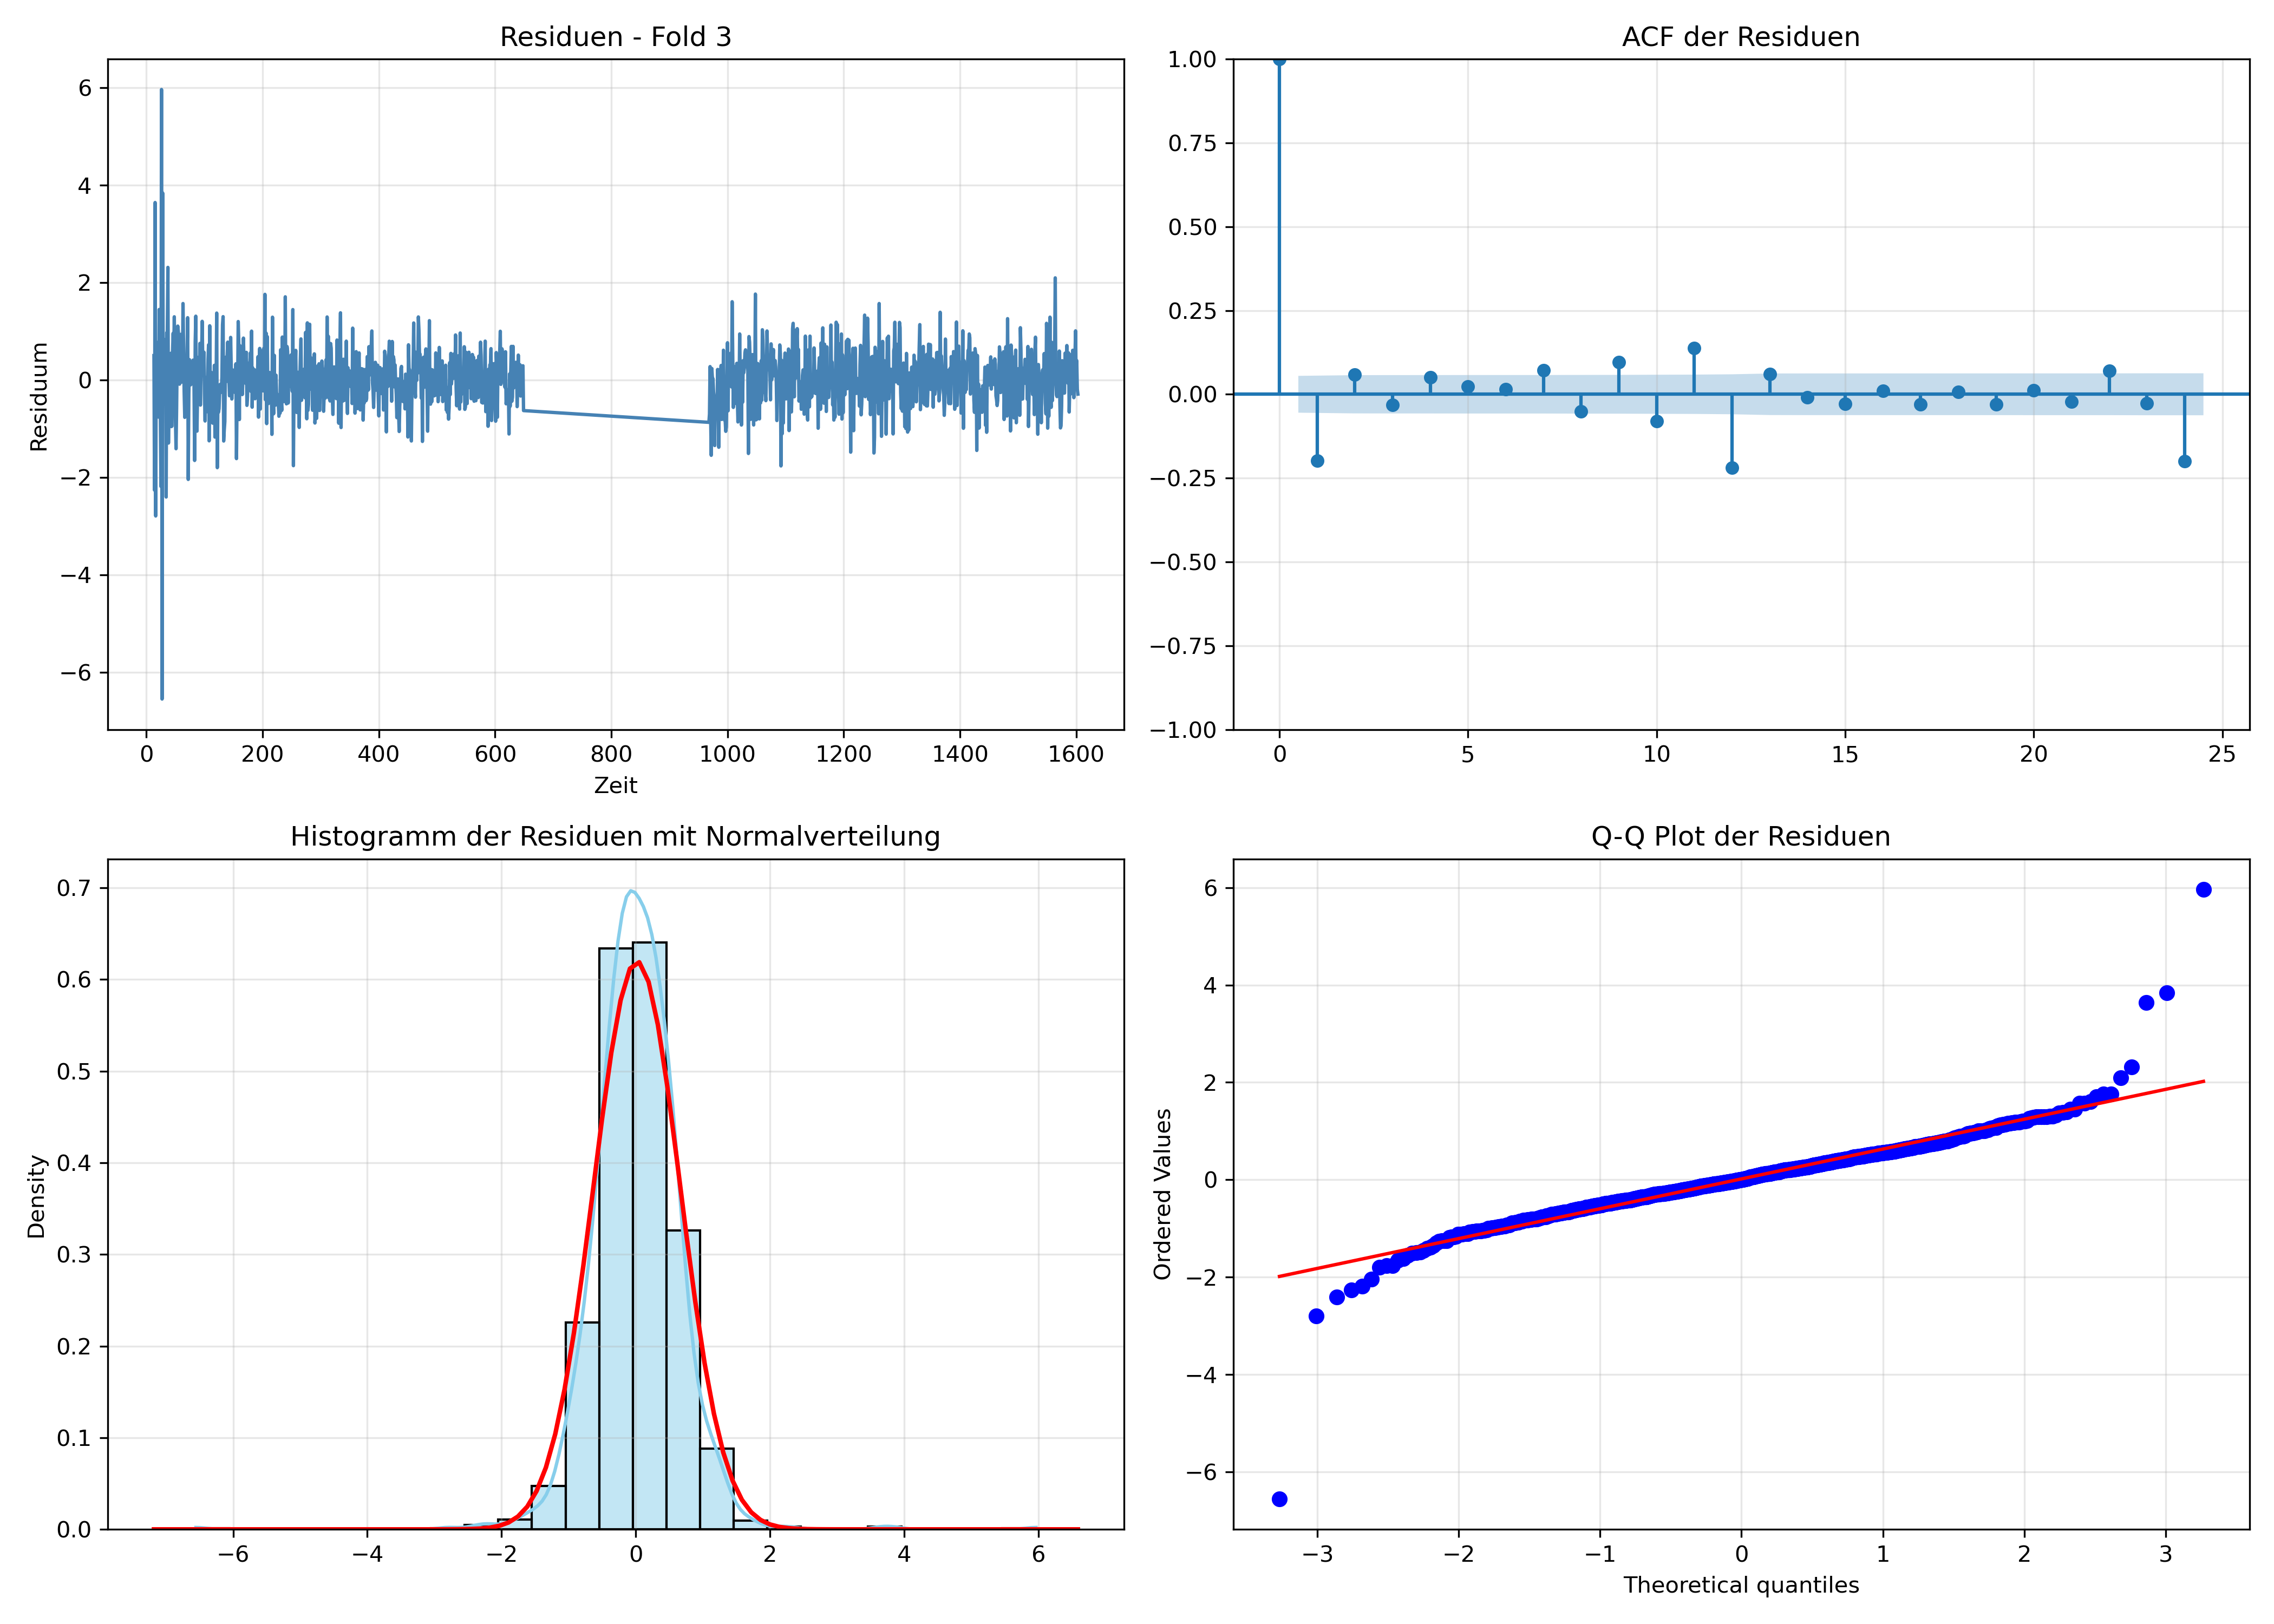 Residuen - Fold 3
Residuum
6
4
2
0
−2
−4
−6
0 200 400 600 800 1000 1200 1400 1600
Zeit
ACF der Residuen
1.00
0.75
0.50
0.25
0.00
−0.25
−0.50
−0.75
−1.00
0 5 10 15 20 25
Histogramm der Residuen mit Normalverteilung
Density
0.7
0.6
0.5
0.4
0.3
0.2
0.1
0.0
−6 −4 −2 0 2 4 6
Q-Q Plot der Residuen
Ordered Values
6
4
2
0
−2
−4
−6
−3 −2 −1 0 1 2 3
Theoretical quantiles